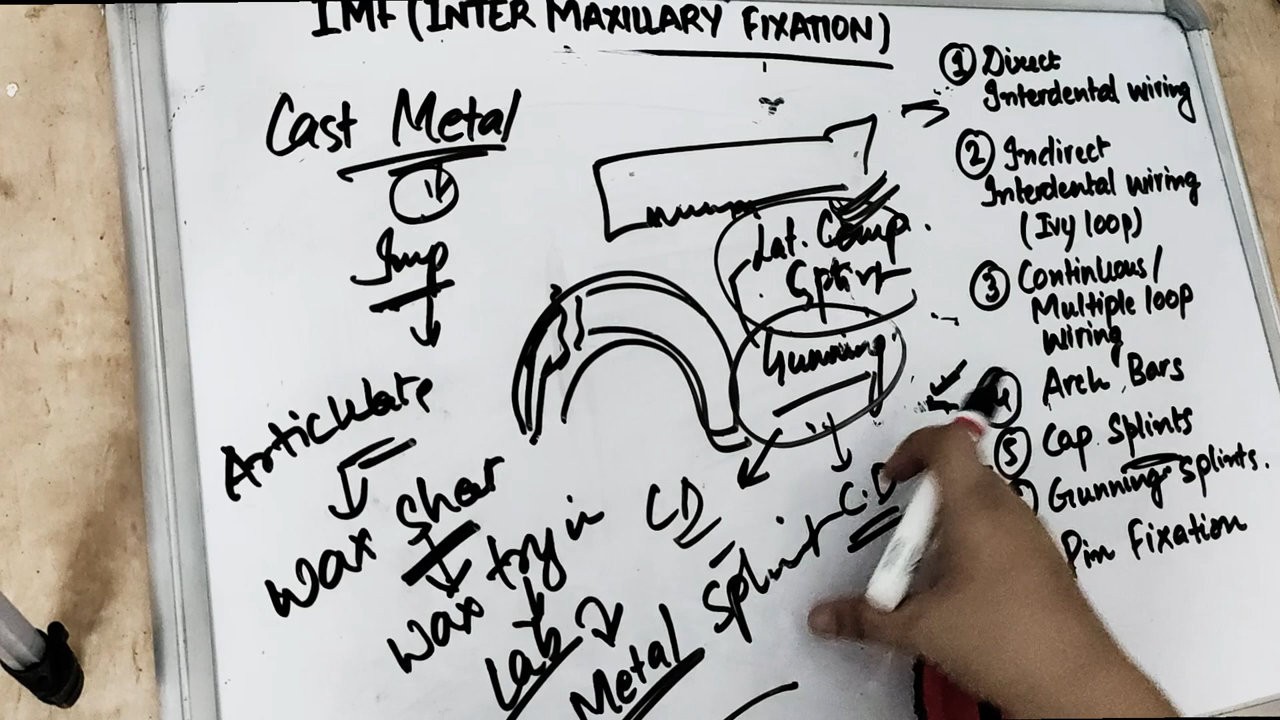 IMF (INTER MAXILLARY FIXATION)
Cast Metal
Imp
Articulate
Wax Shear
Wax try in
Lab
Metal Splint
Lat. Comp.
Splint
Gunning
CD
C.D
① Direct
Interdental wiring
② Indirect
Interdental wiring
(Ivy loop)
③ Continuous/
Multiple loop
wiring
Arch Bars
⑤ Cap Splints
Gunning splints.
Pin Fixation